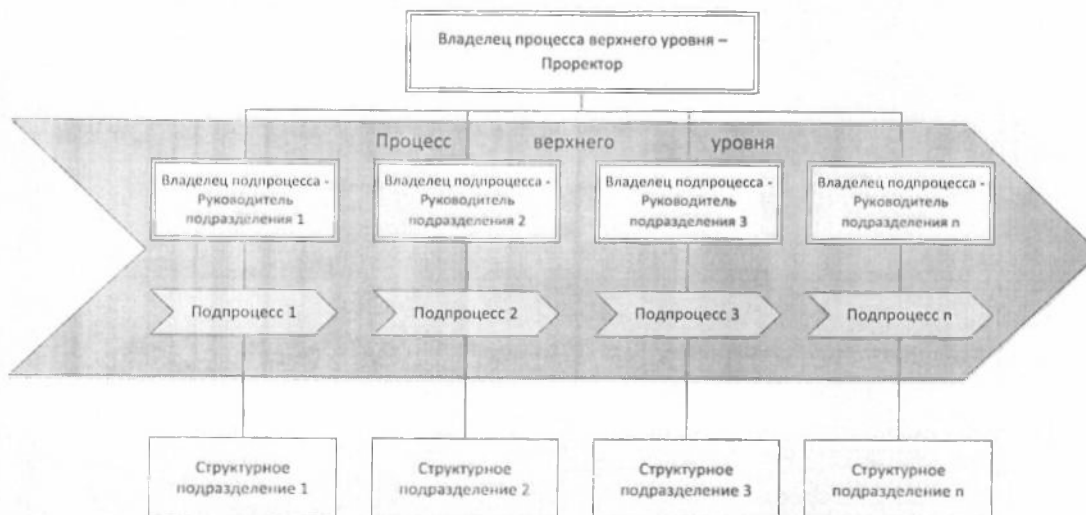 Владелец процесса верхнего уровня –
Проректор
Процесс верхнего уровня
Владелец подпроцесса -
Руководитель
подразделения 1
Владелец подпроцесса -
Руководитель
подразделения 2
Владелец подпроцесса -
Руководитель
подразделения 3
Владелец подпроцесса -
Руководитель
подразделения n
Подпроцесс 1
Подпроцесс 2
Подпроцесс 3
Подпроцесс n
Структурное
подразделение 1
Структурное
подразделение 2
Структурное
подразделение 3
Структурное
подразделение n